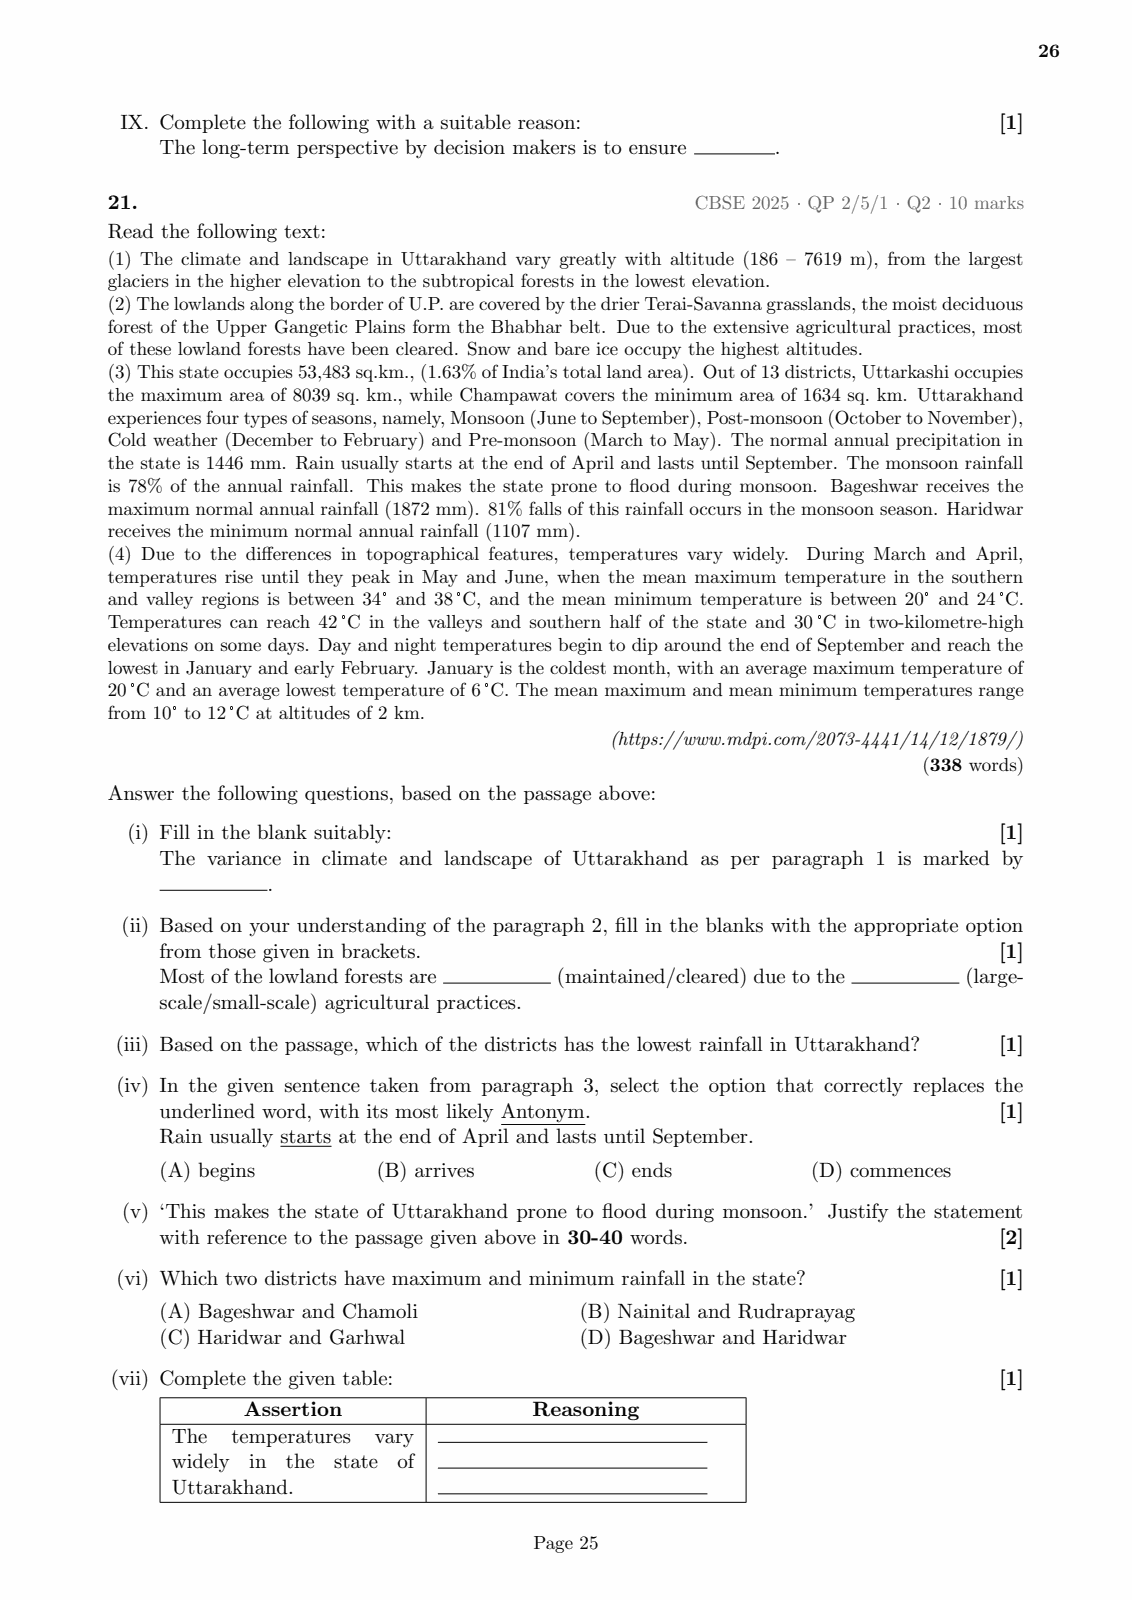 26
IX. Complete the following with a suitable reason: [1]
The long-term perspective by decision makers is to ensure ________.
21. CBSE 2025 · QP 2/5/1 · Q2 · 10 marks
Read the following text:
(1) The climate and landscape in Uttarakhand vary greatly with altitude (186 – 7619 m), from the largest
glaciers in the higher elevation to the subtropical forests in the lowest elevation.
(2) The lowlands along the border of U.P. are covered by the drier Terai-Savanna grasslands, the moist deciduous
forest of the Upper Gangetic Plains form the Bhabhar belt. Due to the extensive agricultural practices, most
of these lowland forests have been cleared. Snow and bare ice occupy the highest altitudes.
(3) This state occupies 53,483 sq.km., (1.63% of India's total land area). Out of 13 districts, Uttarkashi occupies
the maximum area of 8039 sq. km., while Champawat covers the minimum area of 1634 sq. km. Uttarakhand
experiences four types of seasons, namely, Monsoon (June to September), Post-monsoon (October to November),
Cold weather (December to February) and Pre-monsoon (March to May). The normal annual precipitation in
the state is 1446 mm. Rain usually starts at the end of April and lasts until September. The monsoon rainfall
is 78% of the annual rainfall. This makes the state prone to flood during monsoon. Bageshwar receives the
maximum normal annual rainfall (1872 mm). 81% falls of this rainfall occurs in the monsoon season. Haridwar
receives the minimum normal annual rainfall (1107 mm).
(4) Due to the differences in topographical features, temperatures vary widely. During March and April,
temperatures rise until they peak in May and June, when the mean maximum temperature in the southern
and valley regions is between 34° and 38°C, and the mean minimum temperature is between 20° and 24°C.
Temperatures can reach 42°C in the valleys and southern half of the state and 30°C in two-kilometre-high
elevations on some days. Day and night temperatures begin to dip around the end of September and reach the
lowest in January and early February. January is the coldest month, with an average maximum temperature of
20°C and an average lowest temperature of 6°C. The mean maximum and mean minimum temperatures range
from 10° to 12°C at altitudes of 2 km.
(https://www.mdpi.com/2073-4441/14/12/1879/)
(338 words)
Answer the following questions, based on the passage above:
(i) Fill in the blank suitably: [1]
The variance in climate and landscape of Uttarakhand as per paragraph 1 is marked by
__________.
(ii) Based on your understanding of the paragraph 2, fill in the blanks with the appropriate option
from those given in brackets. [1]
Most of the lowland forests are __________ (maintained/cleared) due to the __________ (large-
scale/small-scale) agricultural practices.
(iii) Based on the passage, which of the districts has the lowest rainfall in Uttarakhand? [1]
(iv) In the given sentence taken from paragraph 3, select the option that correctly replaces the
underlined word, with its most likely Antonym. [1]
Rain usually starts at the end of April and lasts until September.
(A) begins (B) arrives (C) ends (D) commences
(v) ‘This makes the state of Uttarakhand prone to flood during monsoon.’ Justify the statement
with reference to the passage given above in 30-40 words. [2]
(vi) Which two districts have maximum and minimum rainfall in the state? [1]
(A) Bageshwar and Chamoli (B) Nainital and Rudraprayag
(C) Haridwar and Garhwal (D) Bageshwar and Haridwar
(vii) Complete the given table: [1]
Assertion Reasoning
The temperatures vary
widely in the state of
Uttarakhand.
Page 25